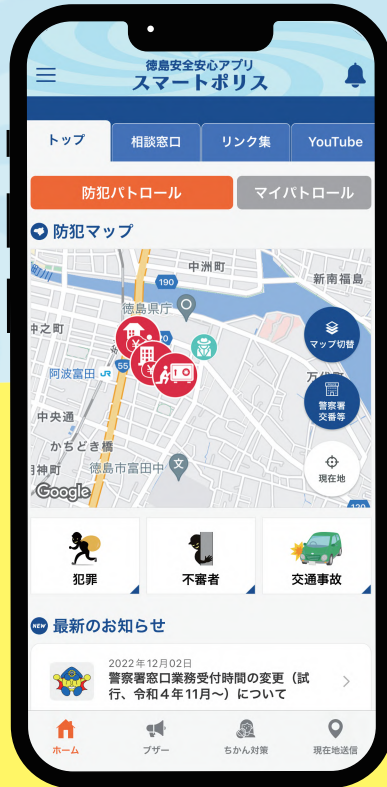 徳島安全安心アプリ
スマートポリス
トップ
相談窓口
リンク集
YouTube
防犯パトロール
マイパトロール
防犯マップ
中洲町
190
新南福島
徳島県庁
中之町
マップ切替
阿波富田 JR
55
警察署
交番等
中央通
かちどき橋
徳島市富田中
文
現在地
Google
犯罪
不審者
交通事故
NEW 最新のお知らせ
2022年12月02日
警察署窓口業務受付時間の変更（試
行、令和4年11月〜）について
ホーム
ブザー
ちかん対策
現在地送信